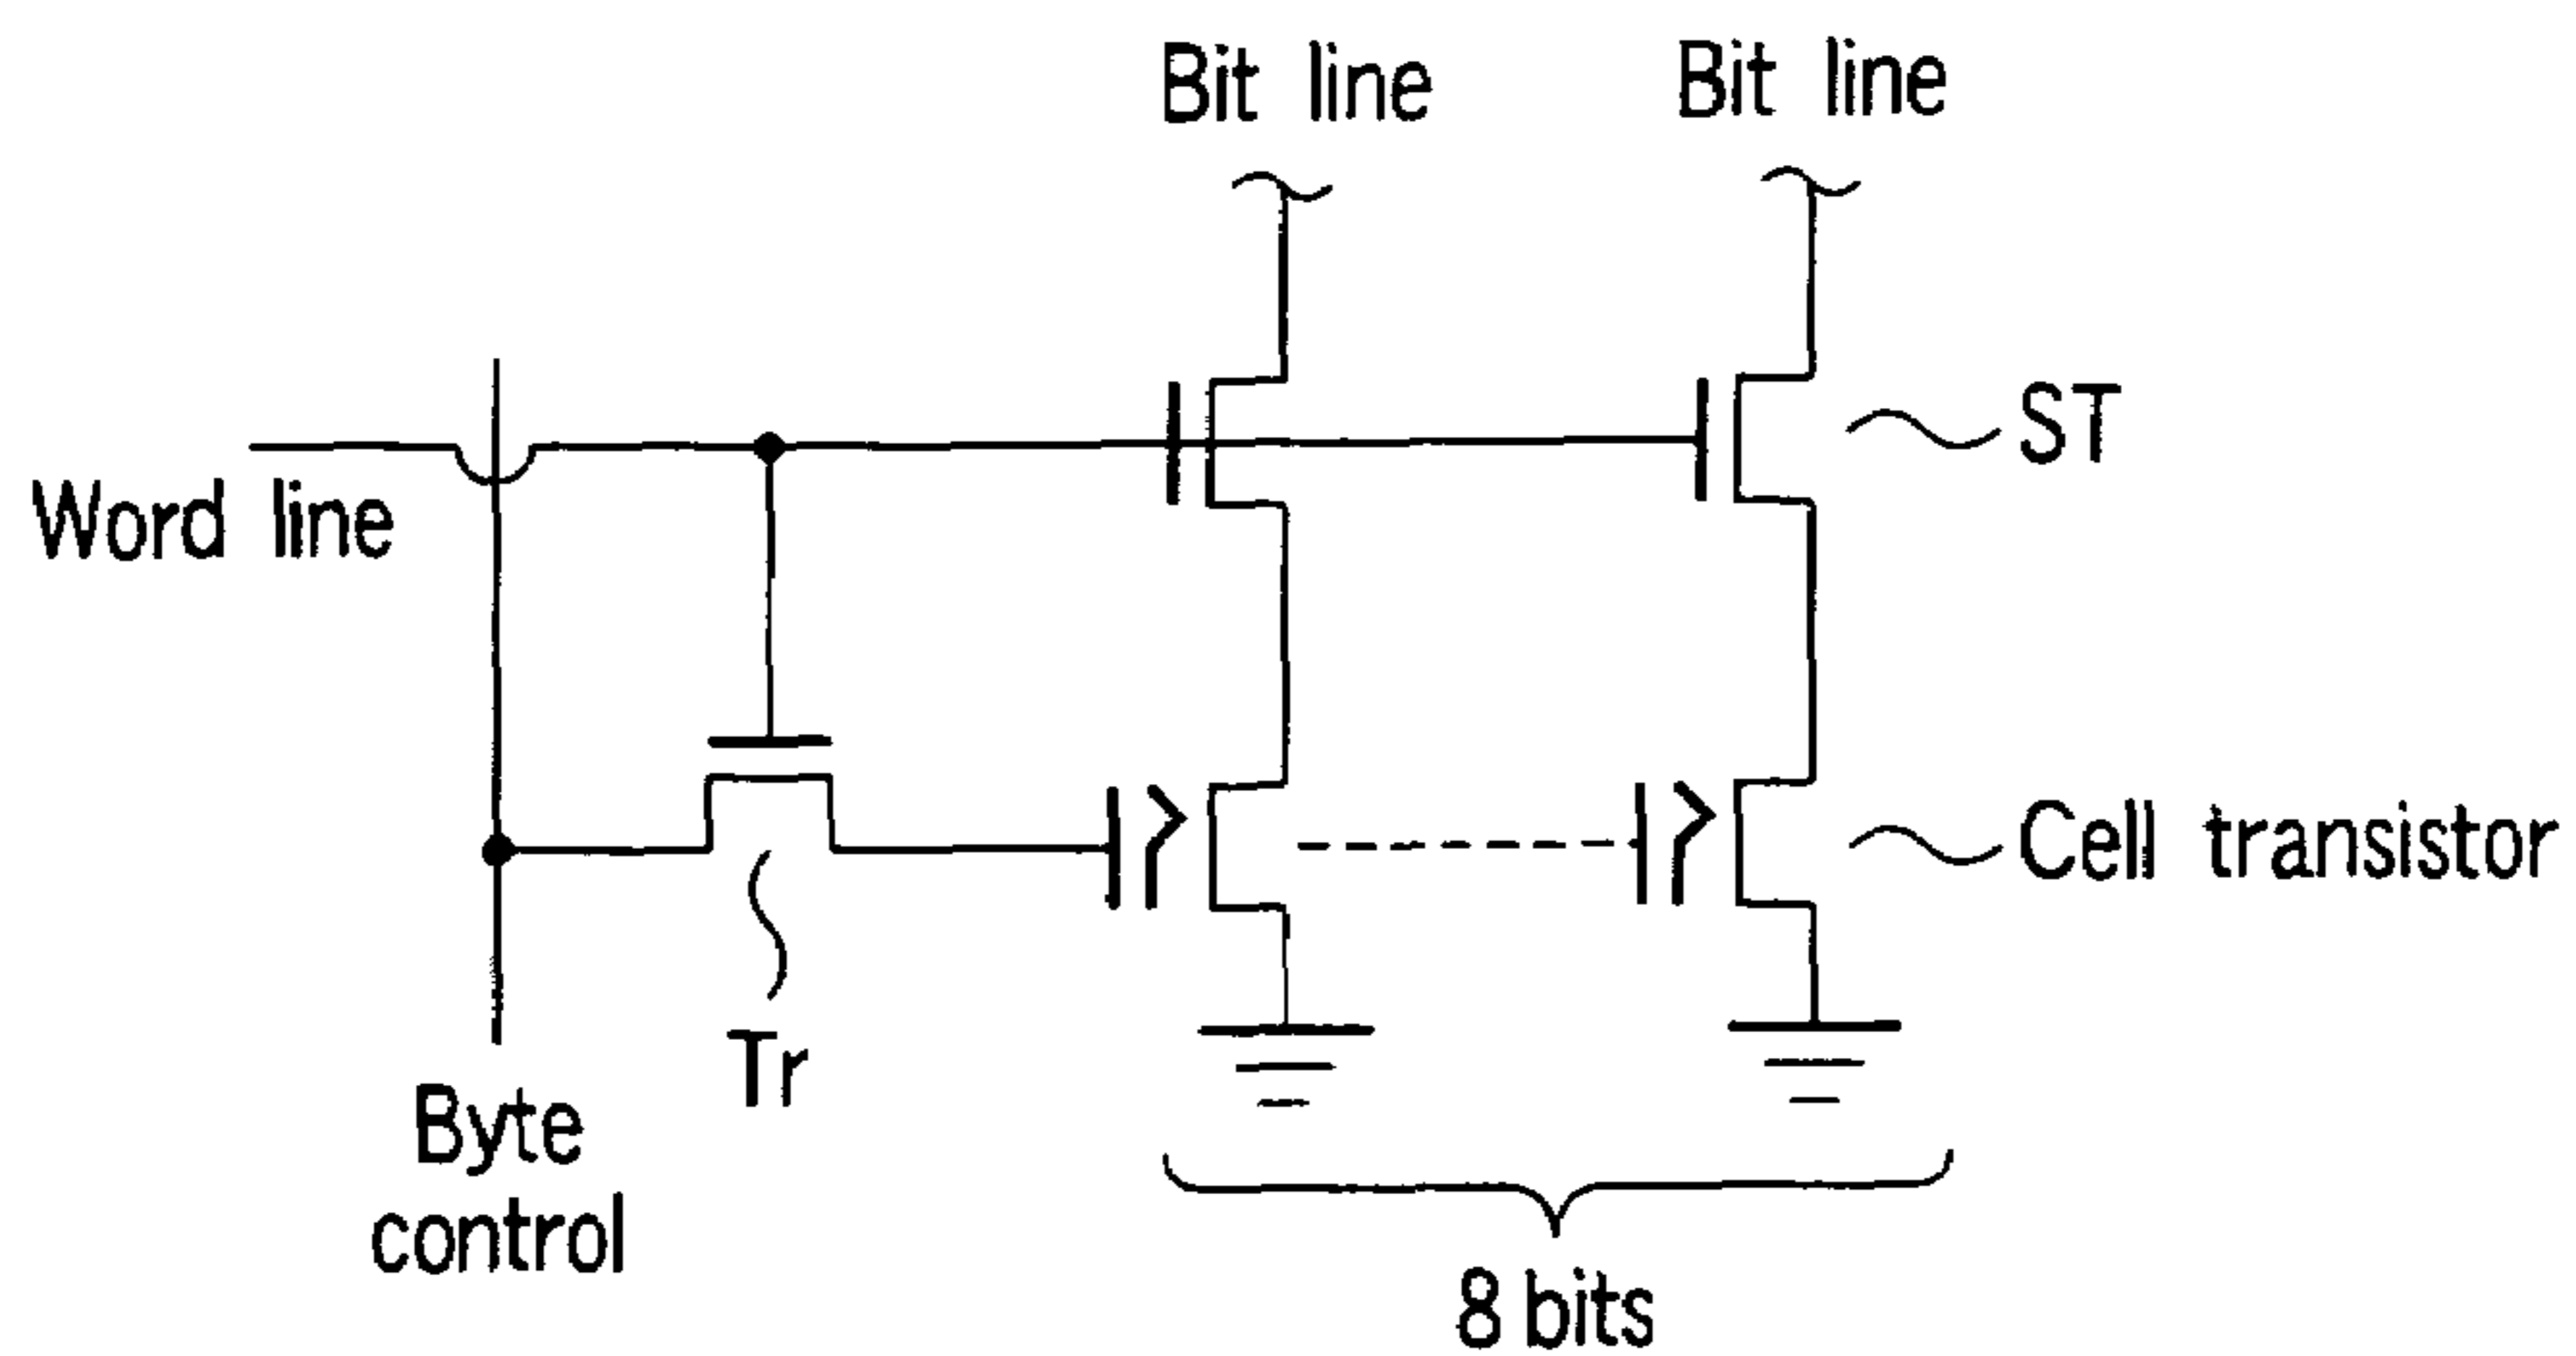 Bit line
Bit line
ST
Word line
Cell transistor
Tr
Byte
control
8 bits